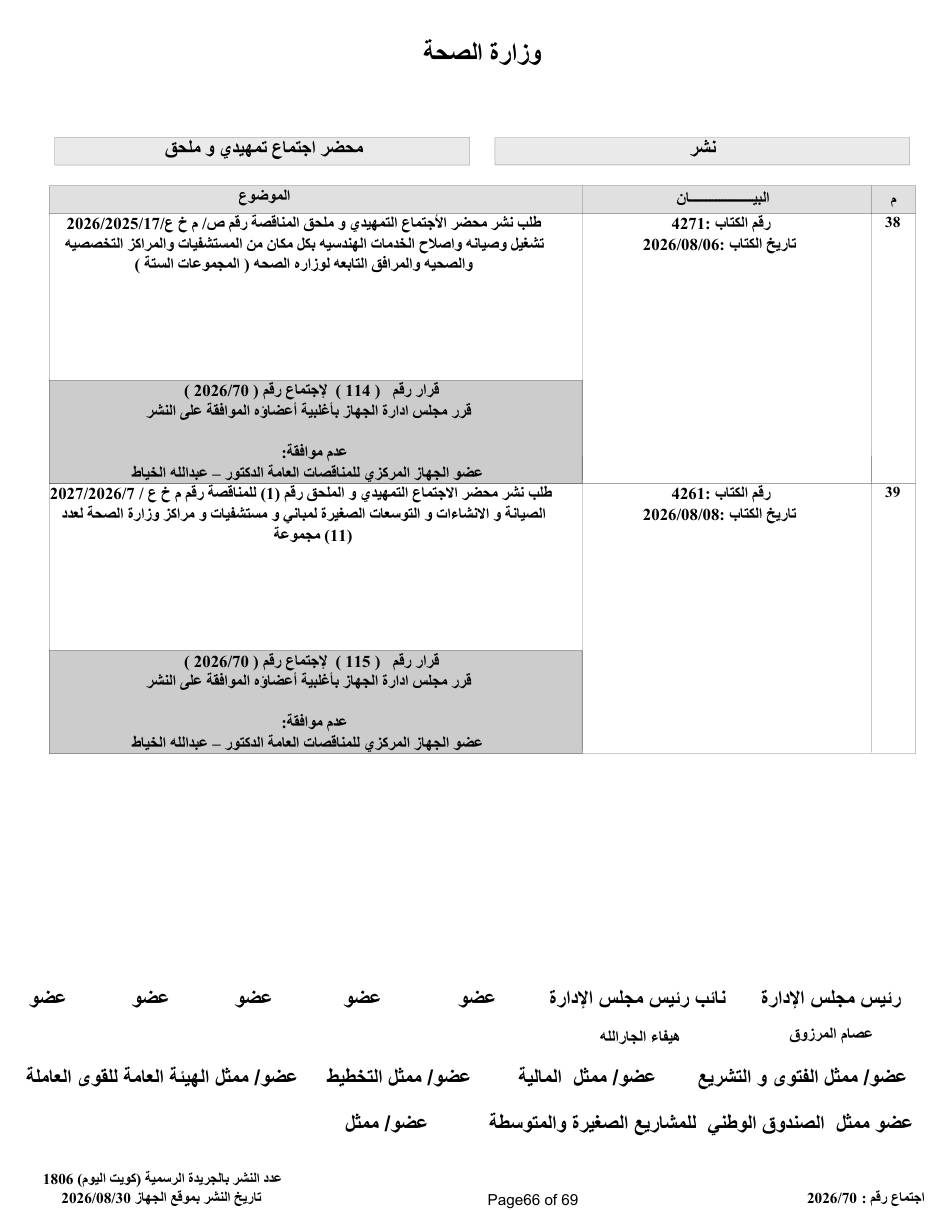 وزارة الصحة
نشر
محضر اجتماع تمهيدي و ملحق
م
البيــــــــــــــان
الموضوع
38
رقم الكتاب :4271
تاريخ الكتاب :2026/08/06
طلب نشر محضر الأجتماع التمهيدي و ملحق المناقصة رقم ص/ م خ ع/2026/2025/17
تشغيل وصيانه واصلاح الخدمات الهندسيه بكل مكان من المستشفيات والمراكز التخصصيه
والصحيه والمرافق التابعه لوزاره الصحه ( المجموعات الستة )
قرار رقم ( 114 ) لإجتماع رقم ( 2026/70 )
قرر مجلس ادارة الجهاز بأغلبية أعضاؤه الموافقة على النشر
عدم موافقة:
عضو الجهاز المركزي للمناقصات العامة الدكتور – عبدالله الخياط
39
رقم الكتاب :4261
تاريخ الكتاب :2026/08/08
طلب نشر محضر الاجتماع التمهيدي و الملحق رقم (1) للمناقصة رقم م خ ع / 2027/2026/7
الصيانة و الانشاءات و التوسعات الصغيرة لمباني و مستشفيات و مراكز وزارة الصحة لعدد
(11) مجموعة
قرار رقم ( 115 ) لإجتماع رقم ( 2026/70 )
قرر مجلس ادارة الجهاز بأغلبية أعضاؤه الموافقة على النشر
عدم موافقة:
عضو الجهاز المركزي للمناقصات العامة الدكتور – عبدالله الخياط
رئيس مجلس الإدارة نائب رئيس مجلس الإدارة عضو عضو عضو عضو عضو
عصام المرزوق هيفاء الجارالله
عضو/ ممثل الفتوى و التشريع عضو/ ممثل المالية عضو/ ممثل التخطيط عضو/ ممثل الهيئة العامة للقوى العاملة
عضو ممثل الصندوق الوطني للمشاريع الصغيرة والمتوسطة عضو/ ممثل
عدد النشر بالجريدة الرسمية (كويت اليوم) 1806
اجتماع رقم : 2026/70 Page66 of 69 تاريخ النشر بموقع الجهاز 2026/08/30